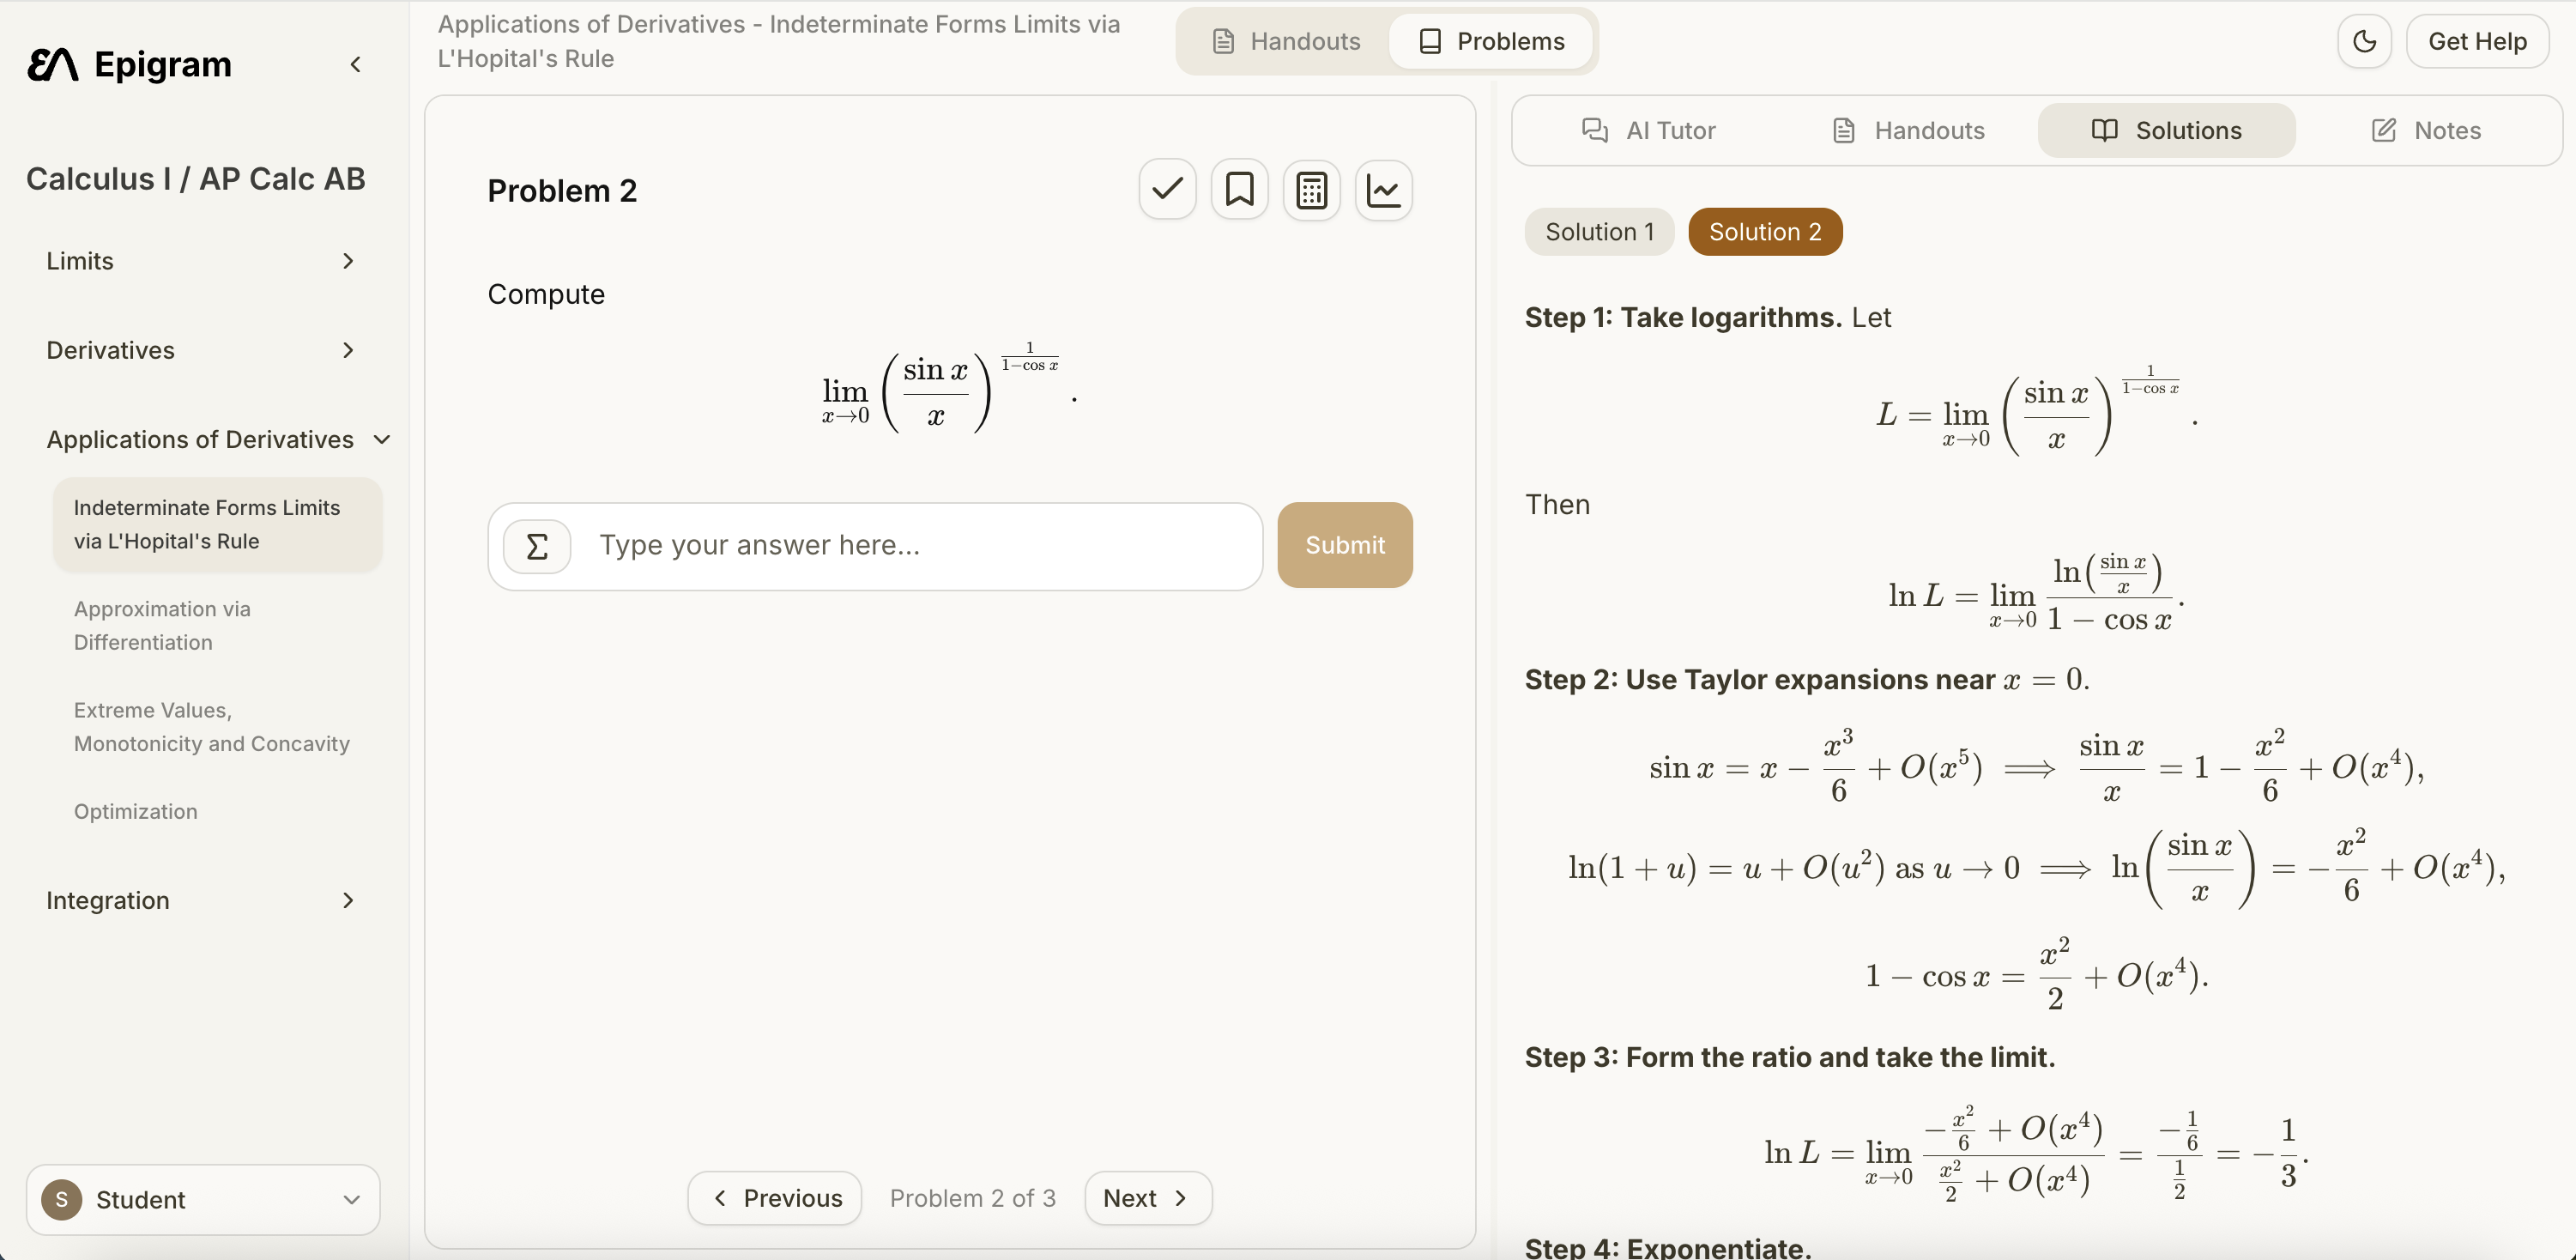 Epigram
Calculus I / AP Calc AB
Limits
Derivatives
Applications of Derivatives
Indeterminate Forms Limits
via L'Hopital's Rule
Approximation via
Differentiation
Extreme Values,
Monotonicity and Concavity
Optimization
Integration
S Student
Applications of Derivatives - Indeterminate Forms Limits via
L'Hopital's Rule
Handouts Problems
Get Help
Problem 2
Compute
$\lim_{x \to 0} \left( \frac{\sin x}{x} \right)^{\frac{1}{1-\cos x}}.$
Σ Type your answer here... Submit
Previous Problem 2 of 3 Next
AI Tutor Handouts Solutions Notes
Solution 1 Solution 2
Step 1: Take logarithms. Let
$L = \lim_{x \to 0} \left( \frac{\sin x}{x} \right)^{\frac{1}{1-\cos x}}.$
Then
$\ln L = \lim_{x \to 0} \frac{\ln\left(\frac{\sin x}{x}\right)}{1 - \cos x}.$
Step 2: Use Taylor expansions near $x = 0$.
$\sin x = x - \frac{x^3}{6} + O(x^5) \implies \frac{\sin x}{x} = 1 - \frac{x^2}{6} + O(x^4),$
$\ln(1 + u) = u + O(u^2) \text{ as } u \to 0 \implies \ln\left(\frac{\sin x}{x}\right) = -\frac{x^2}{6} + O(x^4),$
$1 - \cos x = \frac{x^2}{2} + O(x^4).$
Step 3: Form the ratio and take the limit.
$\ln L = \lim_{x \to 0} \frac{-\frac{x^2}{6} + O(x^4)}{\frac{x^2}{2} + O(x^4)} = \frac{-\frac{1}{6}}{\frac{1}{2}} = -\frac{1}{3}.$
Step 4: Exponentiate.